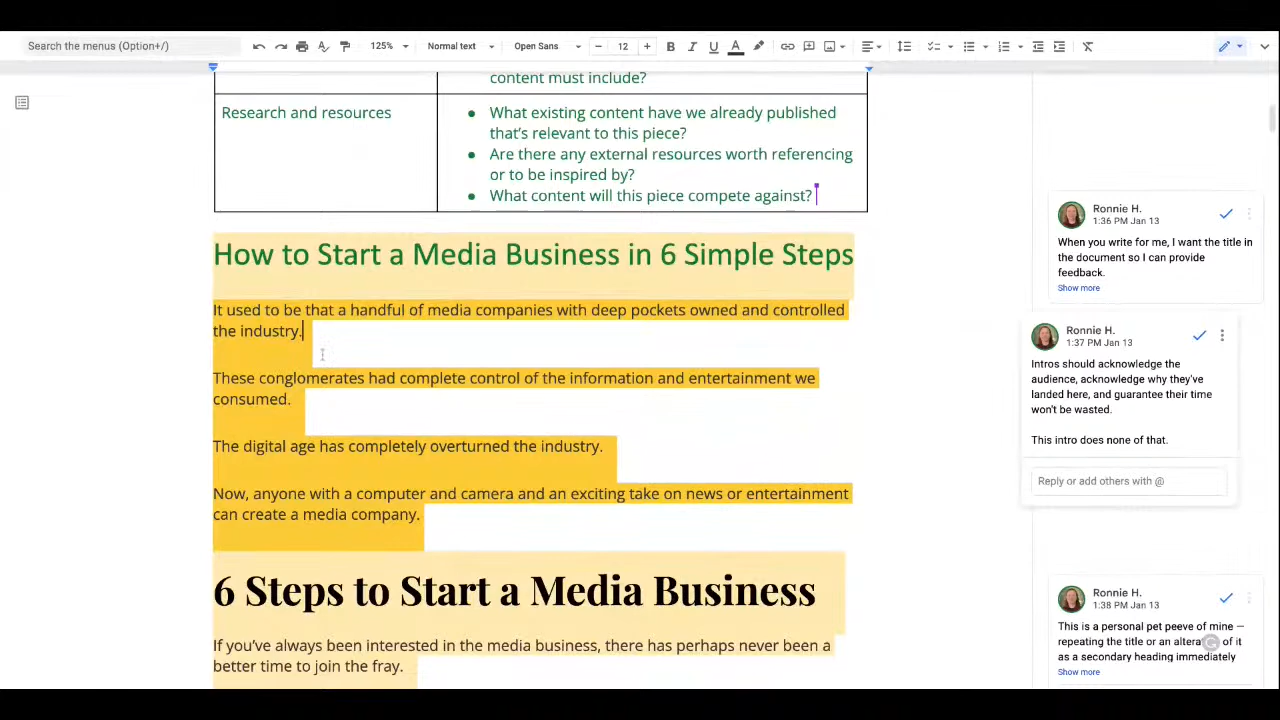 Search the menus (Option+/)
125%
Normal text
Open Sans
12
B I U A
content must include?
Research and resources
What existing content have we already published
that's relevant to this piece?
Are there any external resources worth referencing
or to be inspired by?
What content will this piece compete against?
How to Start a Media Business in 6 Simple Steps
It used to be that a handful of media companies with deep pockets owned and controlled
the industry.
These conglomerates had complete control of the information and entertainment we
consumed.
The digital age has completely overturned the industry.
Now, anyone with a computer and camera and an exciting take on news or entertainment
can create a media company.
6 Steps to Start a Media Business
If you've always been interested in the media business, there has perhaps never been a
better time to join the fray.
Ronnie H.
1:36 PM Jan 13
When you write for me, I want the title in
the document so I can provide
feedback.
Show more
Ronnie H.
1:37 PM Jan 13
Intros should acknowledge the
audience, acknowledge why they've
landed here, and guarantee their time
won't be wasted.
This intro does none of that.
Reply or add others with @
Ronnie H.
1:38 PM Jan 13
This is a personal pet peeve of mine —
repeating the title or an of it
as a secondary heading immediately
Show more